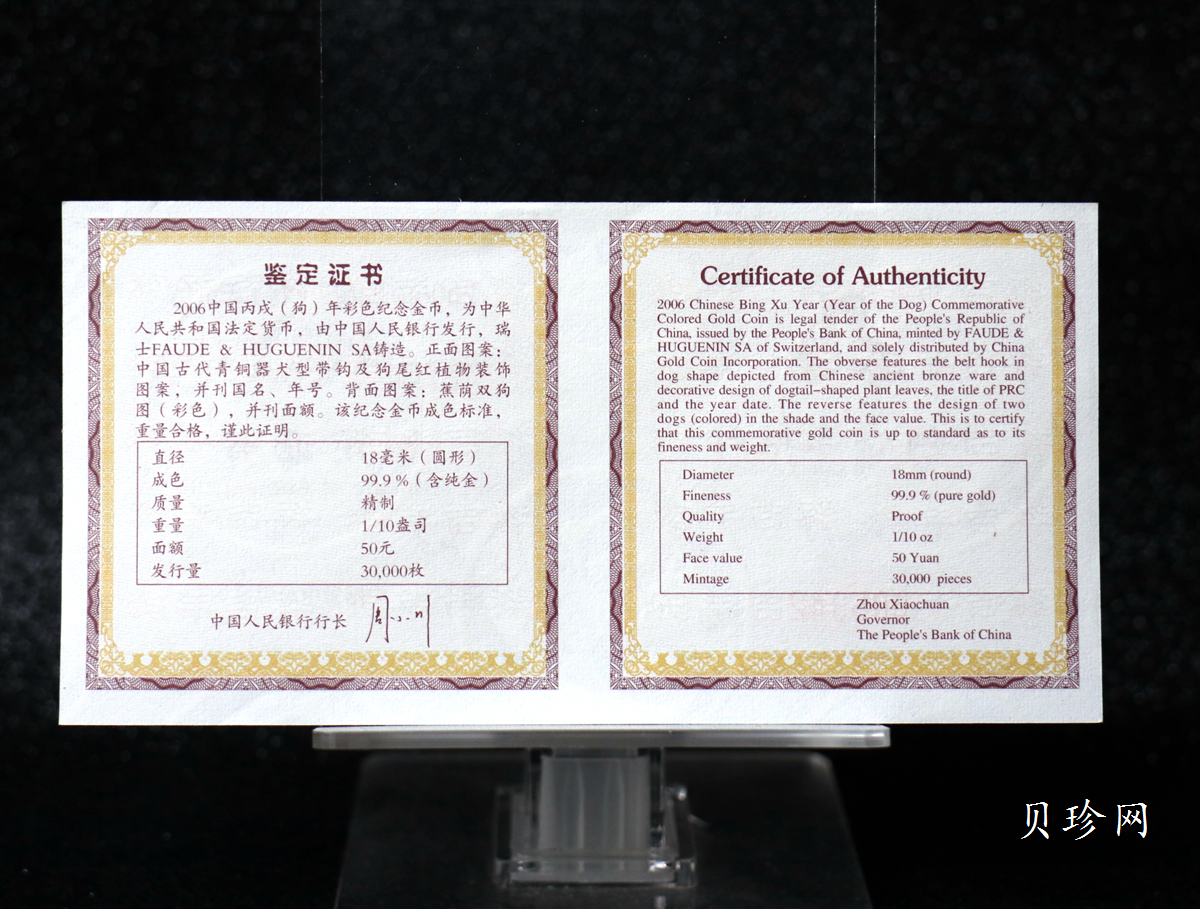 鉴定证书
2006中国丙戌（狗）年彩色纪念金币，为中华
人民共和国法定货币，由中国人民银行发行，瑞
士FAUDE & HUGUENIN SA铸造。正面图案：
中国古代青铜器犬型带钩及狗尾红植物装饰
图案，并刊国名、年号。背面图案：蕉荫双狗
图（彩色），并刊面额。该纪念金币成色标准，
重量合格，谨此证明。
直径 18毫米（圆形）
成色 99.9 %（含纯金）
质量 精制
重量 1/10盎司
面额 50元
发行量 30,000枚
中国人民银行行长 周小川
Certificate of Authenticity
2006 Chinese Bing Xu Year (Year of the Dog) Commemorative
Colored Gold Coin is legal tender of the People's Republic of
China, issued by the People's Bank of China, minted by FAUDE &
HUGUENIN SA of Switzerland, and solely distributed by China
Gold Coin Incorporation. The obverse features the belt hook in
dog shape depicted from Chinese ancient bronze ware and
decorative design of dogtail–shaped plant leaves, the title of PRC
and the year date. The reverse features the design of two
dogs (colored) in the shade and the face value. This is to certify
that this commemorative gold coin is up to standard as to its
fineness and weight.
Diameter 18mm (round)
Fineness 99.9 % (pure gold)
Quality Proof
Weight 1/10 oz
Face value 50 Yuan
Mintage 30,000 pieces
Zhou Xiaochuan
Governor
The People's Bank of China
贝珍网